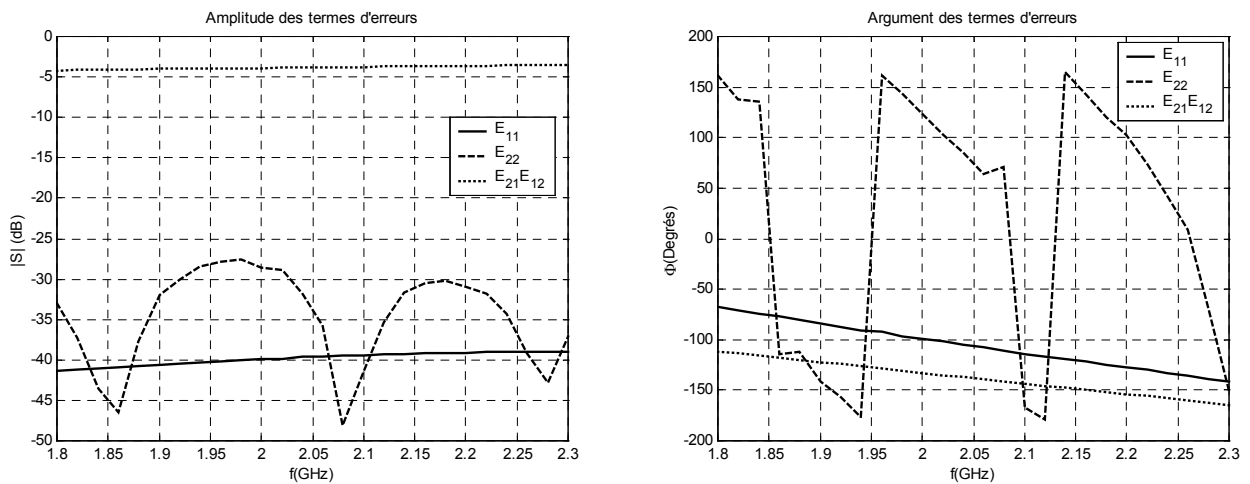 Amplitude des termes d'erreurs
0
-5
-10
-15
-20
-25
-30
-35
-40
-45
-50
|S| (dB)
E11
E22
E21E12
1.8 1.85 1.9 1.95 2 2.05 2.1 2.15 2.2 2.25 2.3
f(GHz)
Argument des termes d'erreurs
200
150
100
50
0
-50
-100
-150
-200
Φ(Degrés)
E11
E22
E21E12
1.8 1.85 1.9 1.95 2 2.05 2.1 2.15 2.2 2.25 2.3
f(GHz)